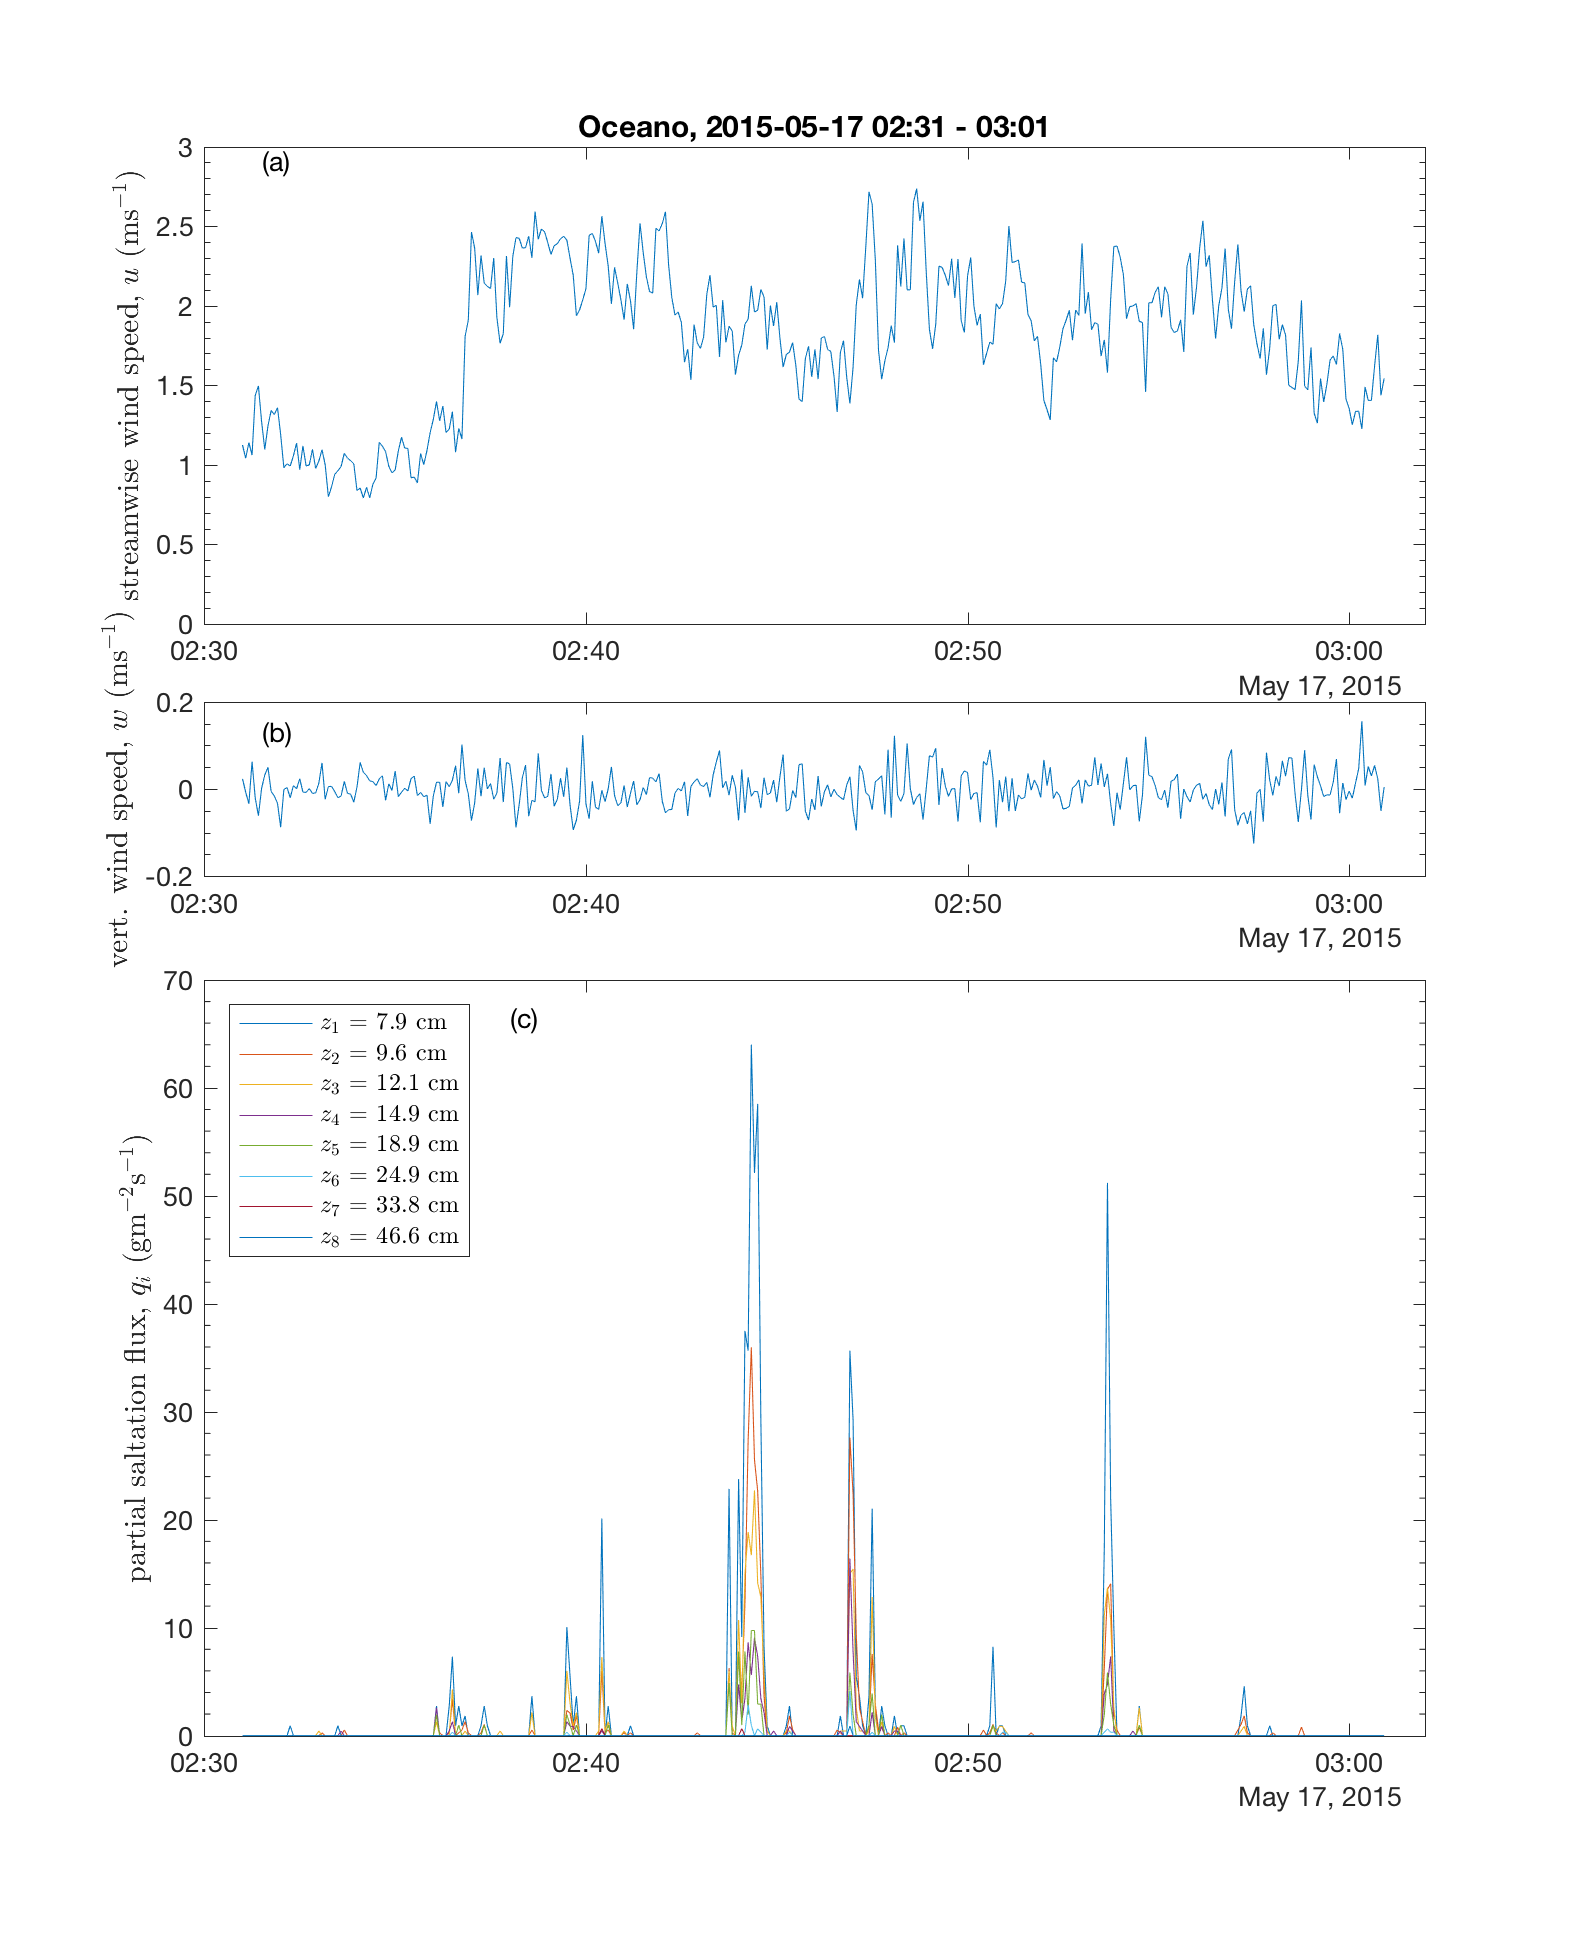 Oceano, 2015-05-17 02:31 - 03:01
(a)
streamwise wind speed, u (ms⁻¹)
3
2.5
2
1.5
1
0.5
0
02:30 02:40 02:50 03:00
May 17, 2015
(b)
vert. wind speed, w (ms⁻¹)
0.2
0
-0.2
02:30 02:40 02:50 03:00
May 17, 2015
(c)
partial saltation flux, qᵢ (gm⁻²s⁻¹)
70
60
50
40
30
20
10
0
z₁ = 7.9 cm
z₂ = 9.6 cm
z₃ = 12.1 cm
z₄ = 14.9 cm
z₅ = 18.9 cm
z₆ = 24.9 cm
z₇ = 33.8 cm
z₈ = 46.6 cm
02:30 02:40 02:50 03:00
May 17, 2015